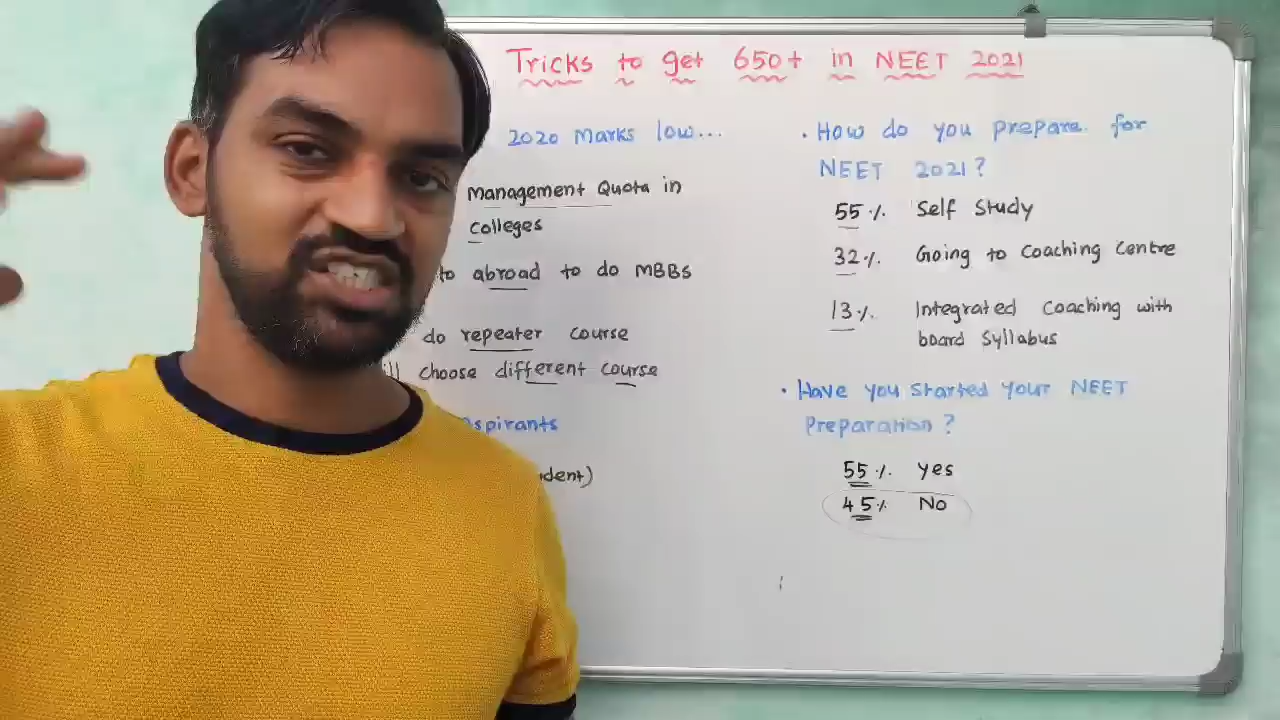 Tricks to get 650+ in NEET 2021
2020 Marks low...
management Quota in
colleges
to abroad to do MBBS
do repeater course
choose different course
• How do you prepare for
NEET 2021?
55% Self Study
32% Going to Coaching Centre
13% Integrated Coaching with
board Syllabus
• Have you started your NEET
Preparation?
55% Yes
45% No